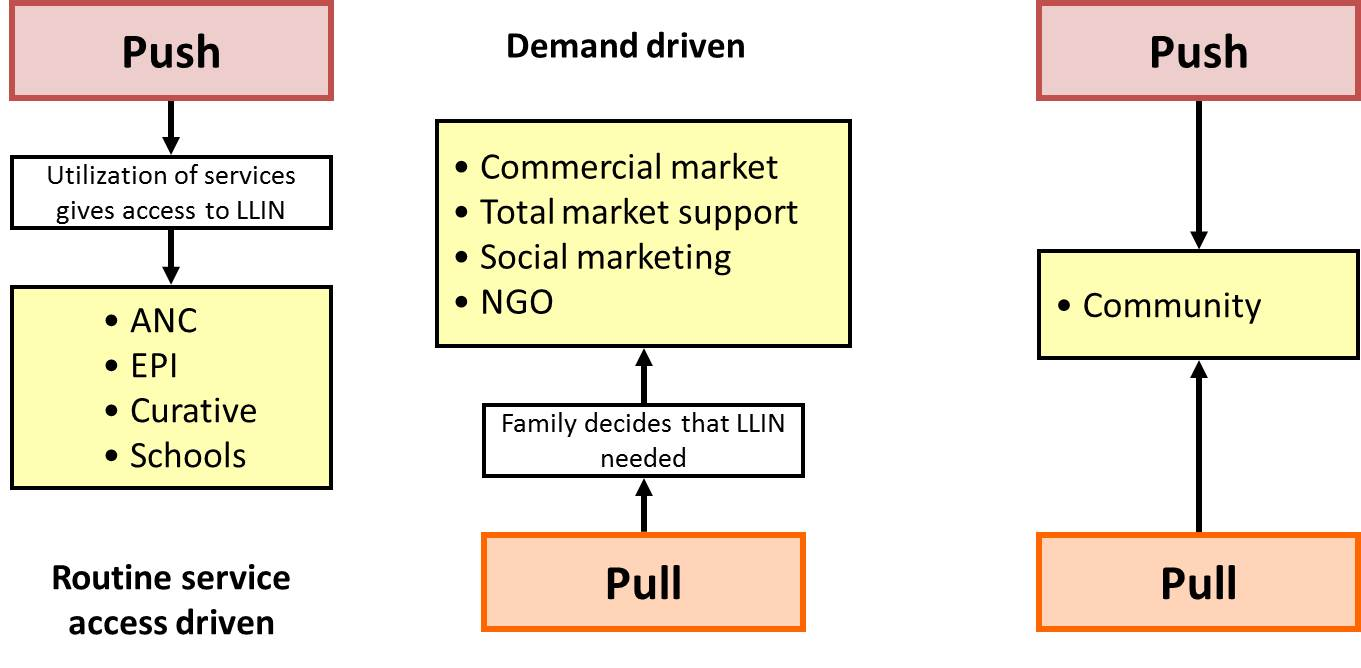 Push
Utilization of services
gives access to LLIN
• ANC
• EPI
• Curative
• Schools
Routine service
access driven
Demand driven
• Commercial market
• Total market support
• Social marketing
• NGO
Family decides that LLIN
needed
Pull
Push
• Community
Pull